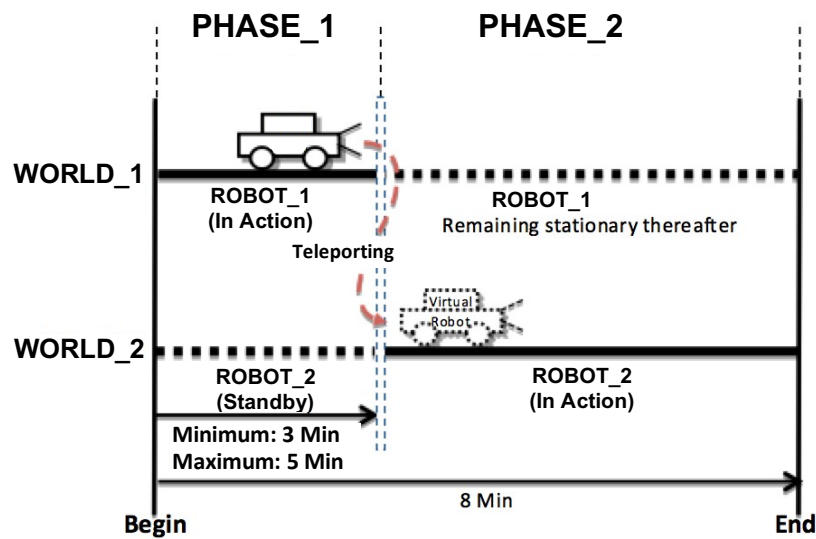 PHASE_1
PHASE_2
WORLD_1
ROBOT_1
(In Action)
ROBOT_1
Remaining stationary thereafter
Teleporting
Virtual
Robot
WORLD_2
ROBOT_2
(Standby)
ROBOT_2
(In Action)
Minimum: 3 Min
Maximum: 5 Min
8 Min
Begin
End